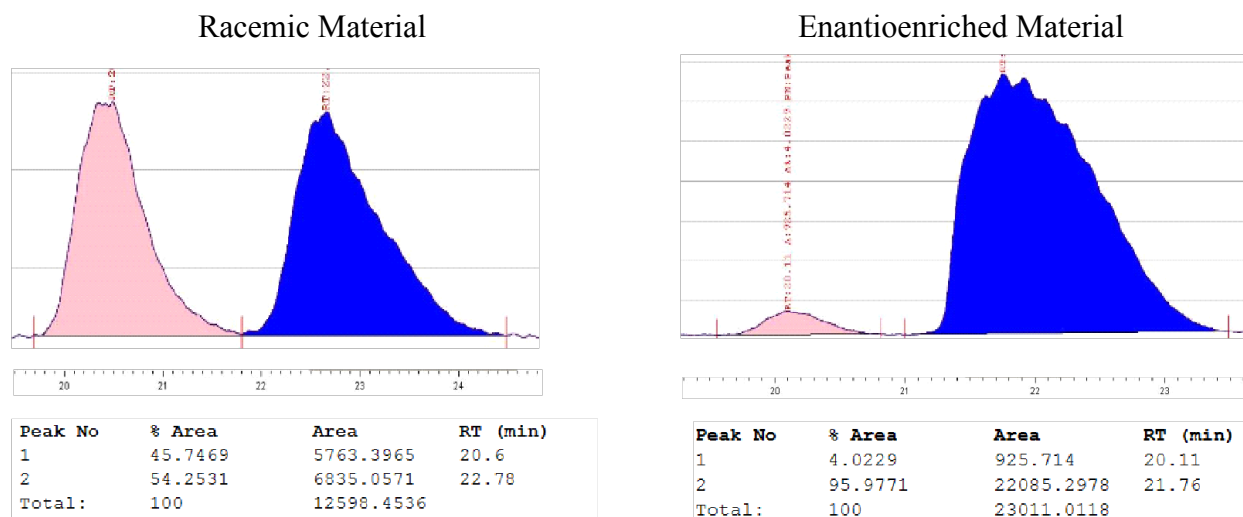 Racemic Material
Enantioenriched Material
20 21 22 23 24
20 21 22 23
Peak No % Area Area RT (min)
1 45.7469 5763.3965 20.6
2 54.2531 6835.0571 22.78
Total: 100 12598.4536
Peak No % Area Area RT (min)
1 4.0229 925.714 20.11
2 95.9771 22085.2978 21.76
Total: 100 23011.0118